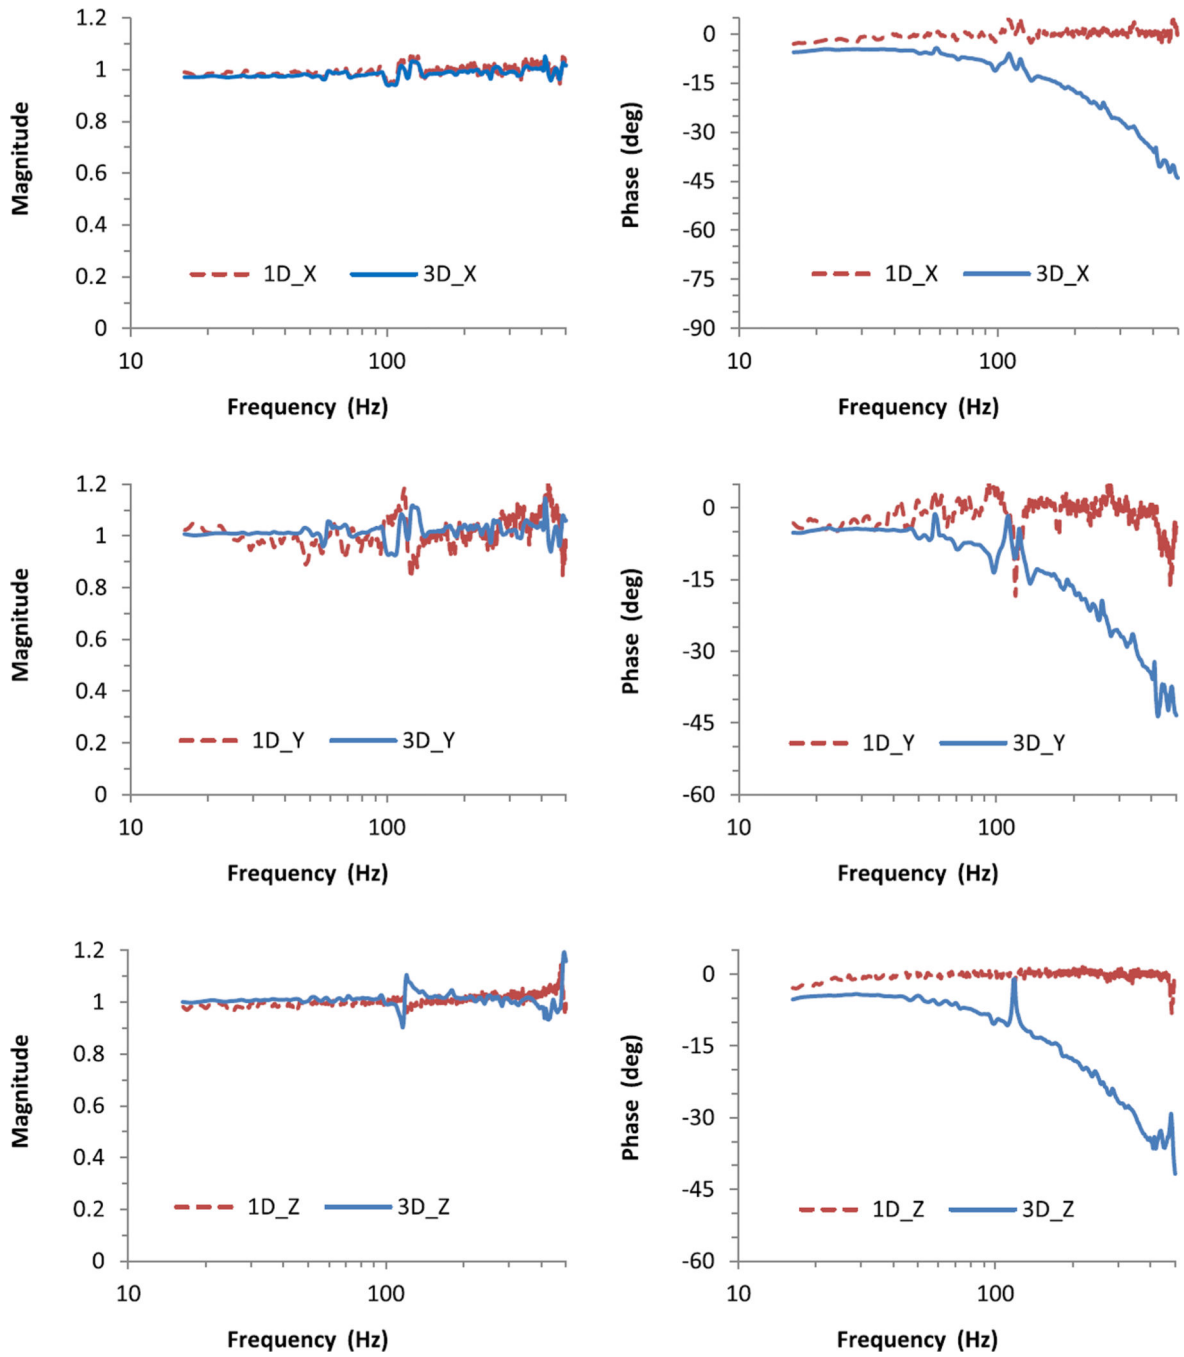 1.2
1
0.8
0.6
0.4
0.2
0
Magnitude
1D_X 3D_X
10 100
Frequency (Hz)
0
-15
-30
-45
-60
-75
-90
Phase (deg)
1D_X 3D_X
10 100
Frequency (Hz)
1.2
1
0.8
0.6
0.4
0.2
0
Magnitude
1D_Y 3D_Y
10 100
Frequency (Hz)
0
-15
-30
-45
-60
Phase (deg)
1D_Y 3D_Y
10 100
Frequency (Hz)
1.2
1
0.8
0.6
0.4
0.2
0
Magnitude
1D_Z 3D_Z
10 100
Frequency (Hz)
0
-15
-30
-45
-60
Phase (deg)
1D_Z 3D_Z
10 100
Frequency (Hz)